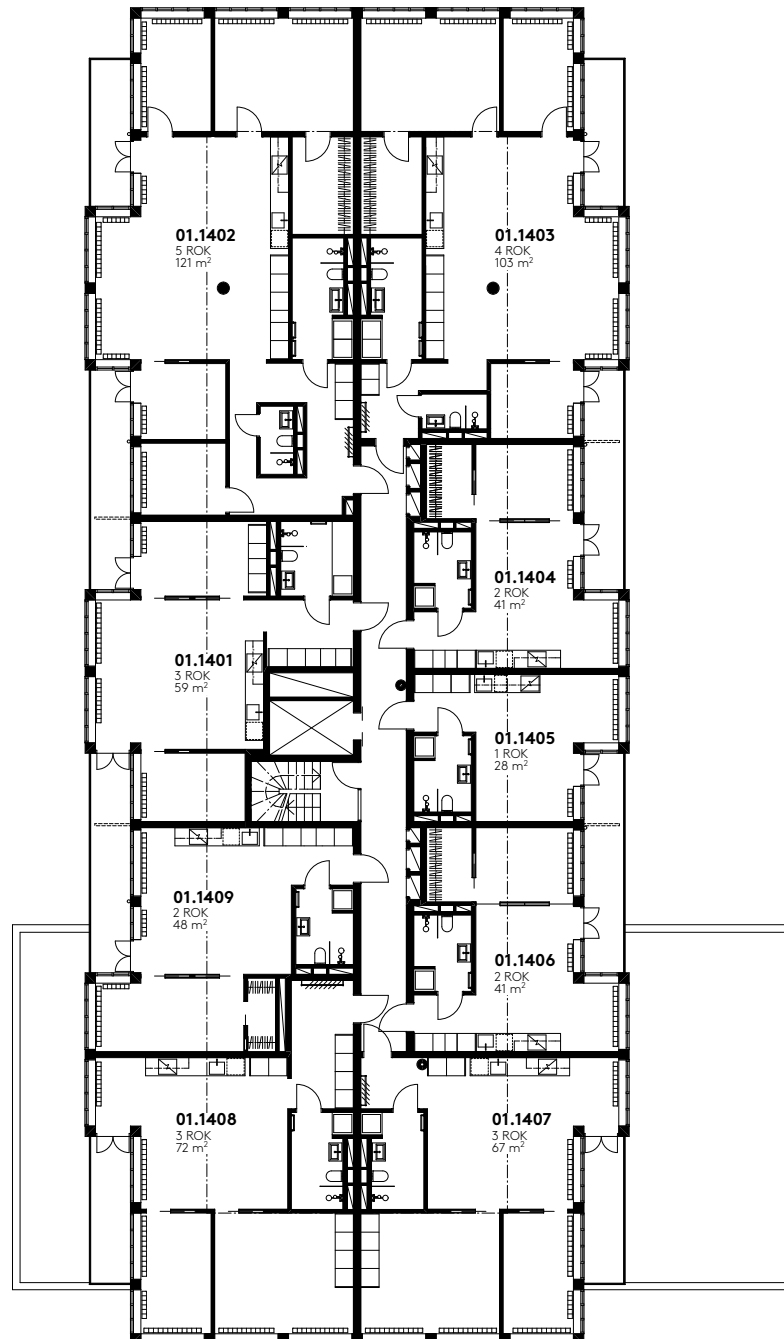 01.1402
5 ROK
121 m²
01.1403
4 ROK
103 m²
01.1404
2 ROK
41 m²
01.1401
3 ROK
59 m²
01.1405
1 ROK
28 m²
01.1409
2 ROK
48 m²
01.1406
2 ROK
41 m²
01.1408
3 ROK
72 m²
01.1407
3 ROK
67 m²